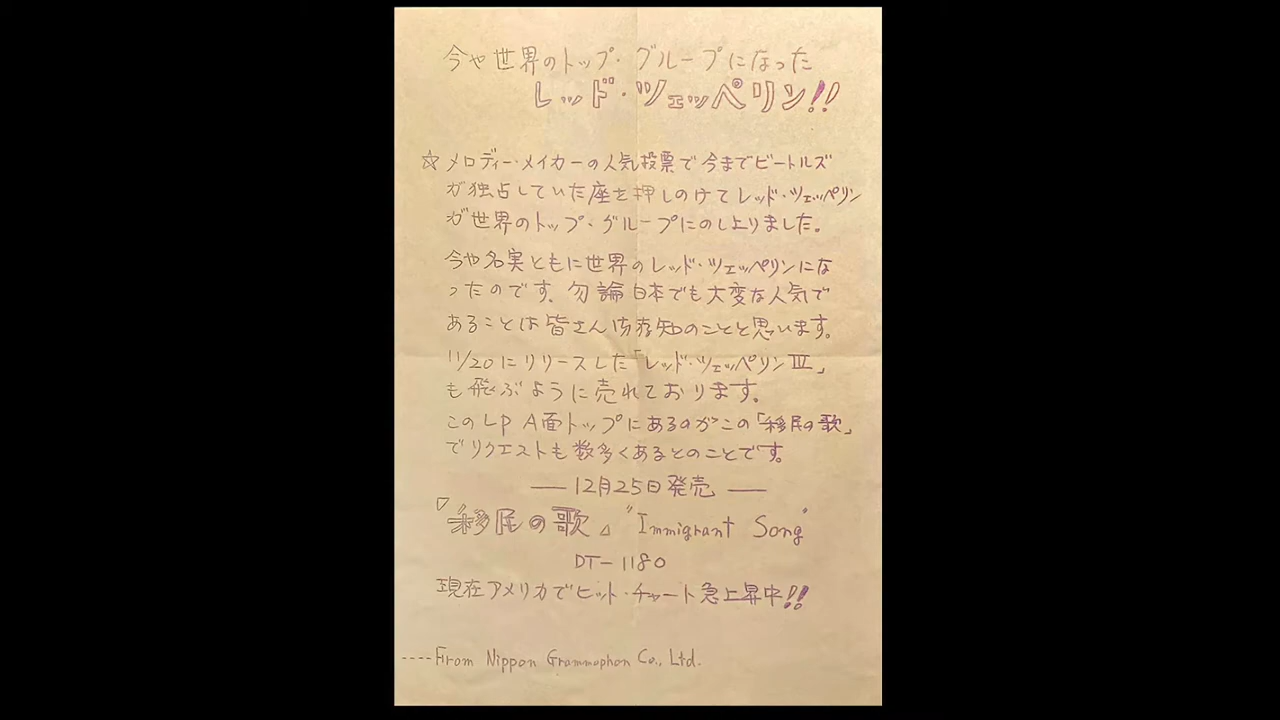 今や世界のトップ・グループになった
レッド・ツェッペリン!!
☆メロディー・メイカーの人気投票で今までビートルズ
が独占していた座を押しのけてレッド・ツェッペリン
が世界のトップ・グループにのし上りました。
今や名実ともに世界のレッド・ツェッペリンにな
ったのです。勿論日本でも大変な人気で
あることは皆さん御存知のことと思います。
11/20にリリースした「レッド・ツェッペリンⅢ」
も飛ぶように売れております。
このLP A面トップにあるのがこの「移民の歌」
でリクエストも数多くあるとのことです。
── 12月25日発売 ──
『移民の歌』"Immigrant Song"
DT-1180
現在アメリカでヒット・チャート急上昇中!!
----From Nippon Grammophon Co., Ltd.